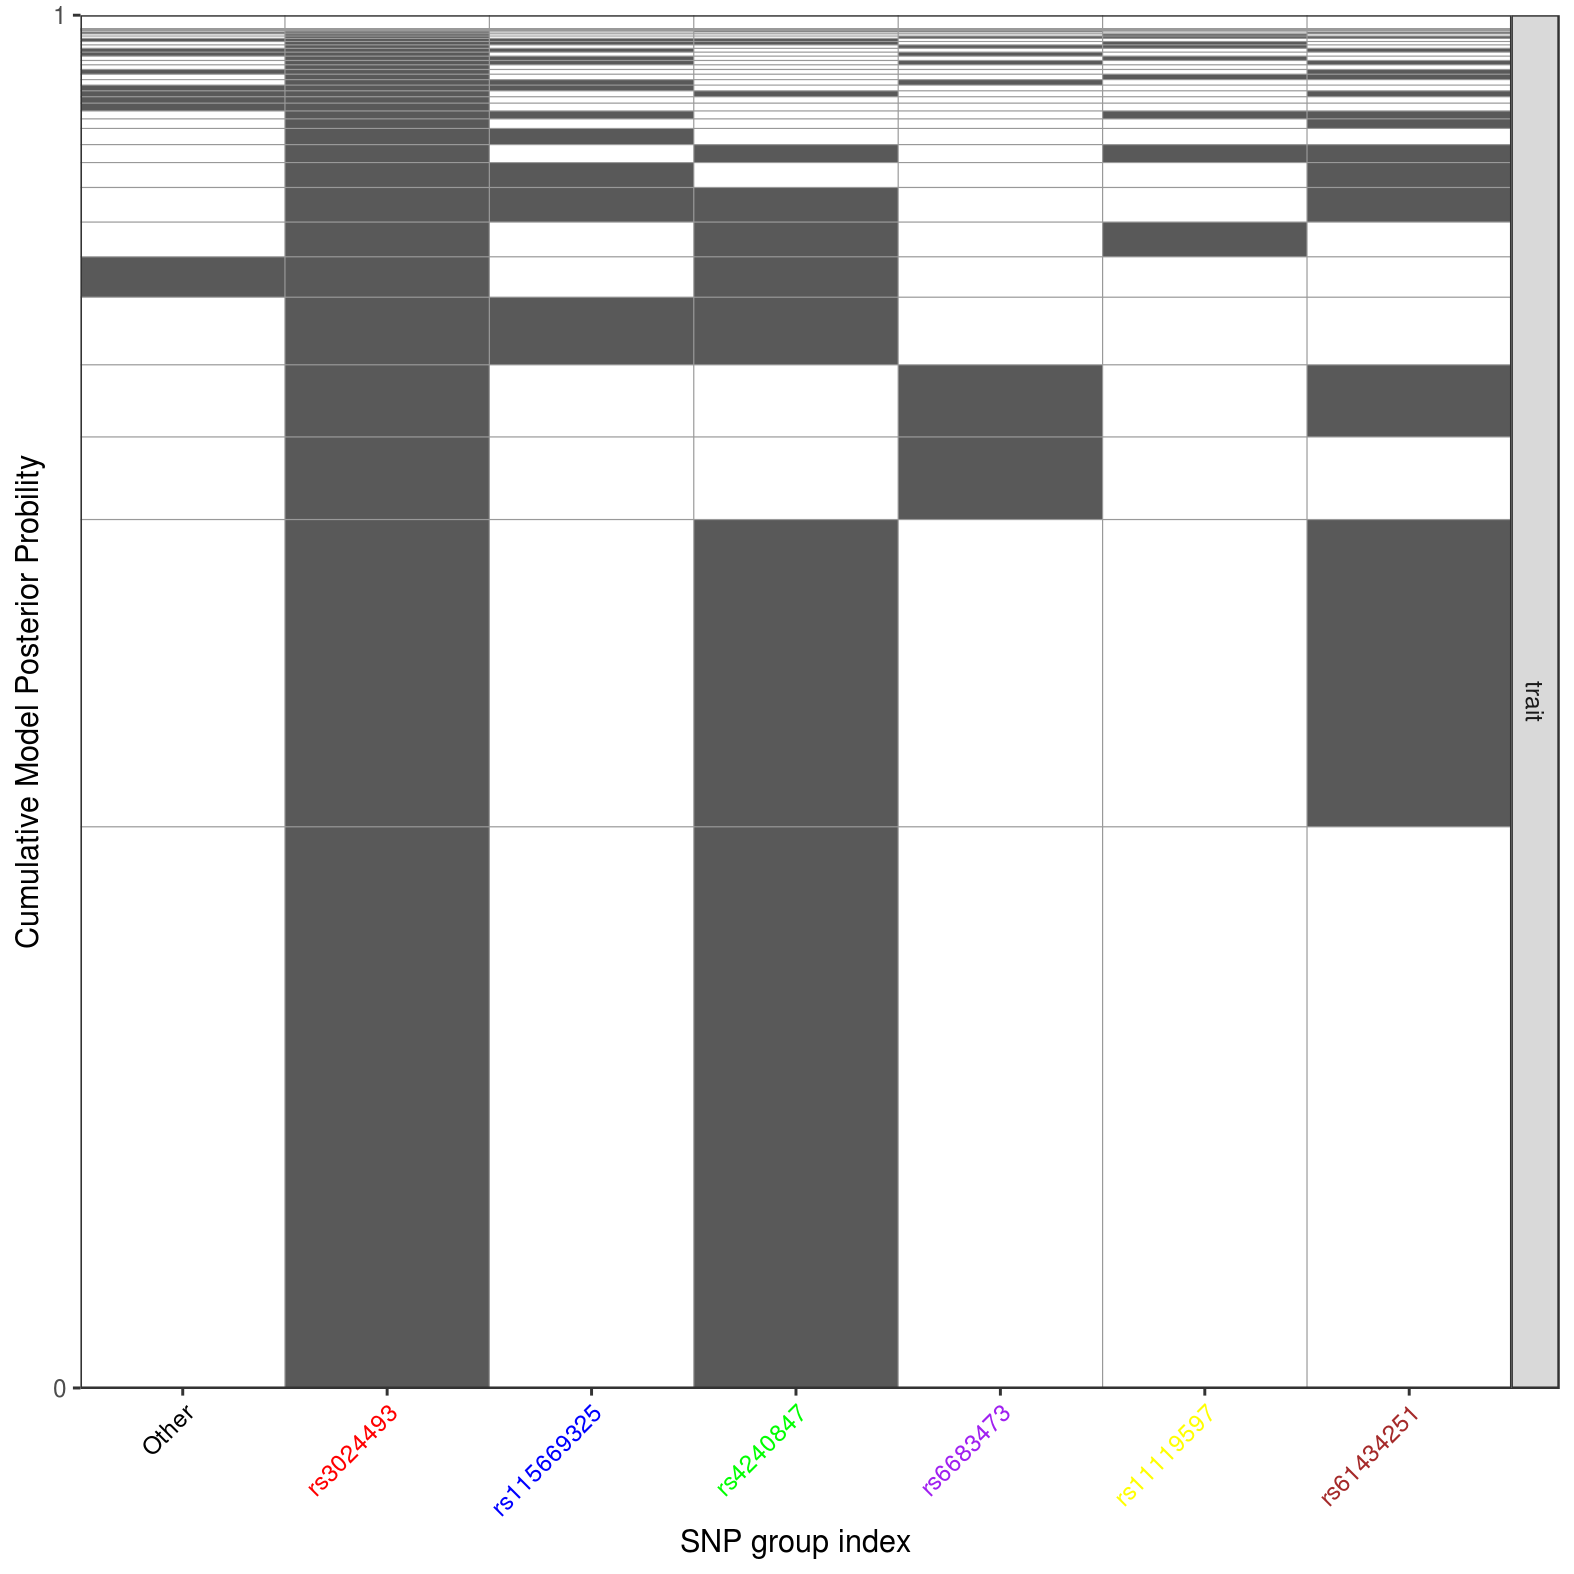 1
Cumulative Model Posterior Probility
trait
0
Other
rs3024493
rs115669325
rs4240847
rs6683473
rs11119597
rs61434251
SNP group index